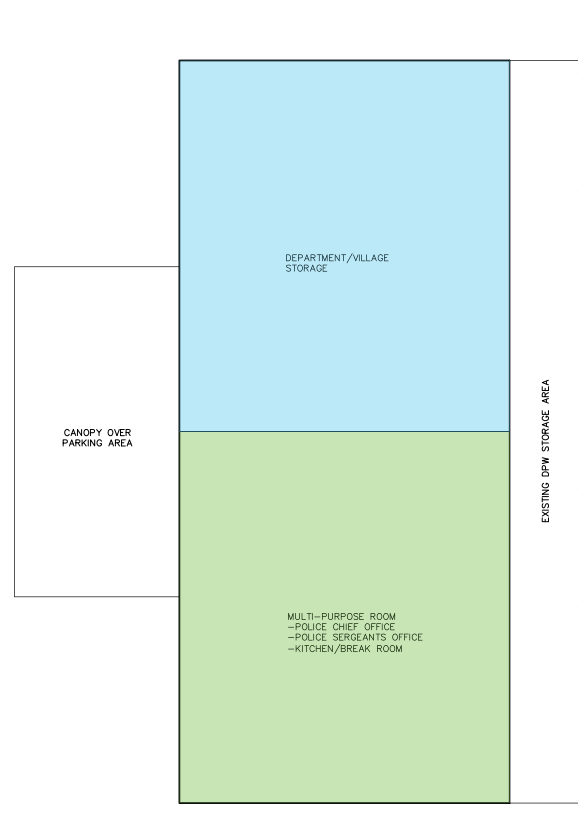 DEPARTMENT/VILLAGE
STORAGE
CANOPY OVER
PARKING AREA
EXISTING DPW STORAGE AREA
MULTI-PURPOSE ROOM
-POLICE CHIEF OFFICE
-POLICE SERGEANTS OFFICE
-KITCHEN/BREAK ROOM